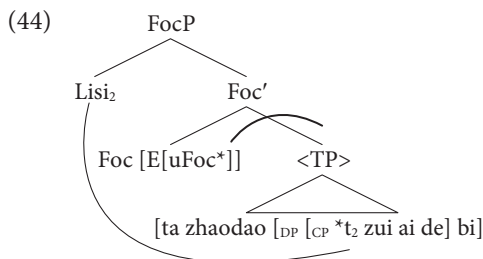 (44) FocP
Lisi₂ Foc′
Foc [E[uFoc*]] <TP>
[ta zhaodao [DP [CP *t₂ zui ai de] bi]